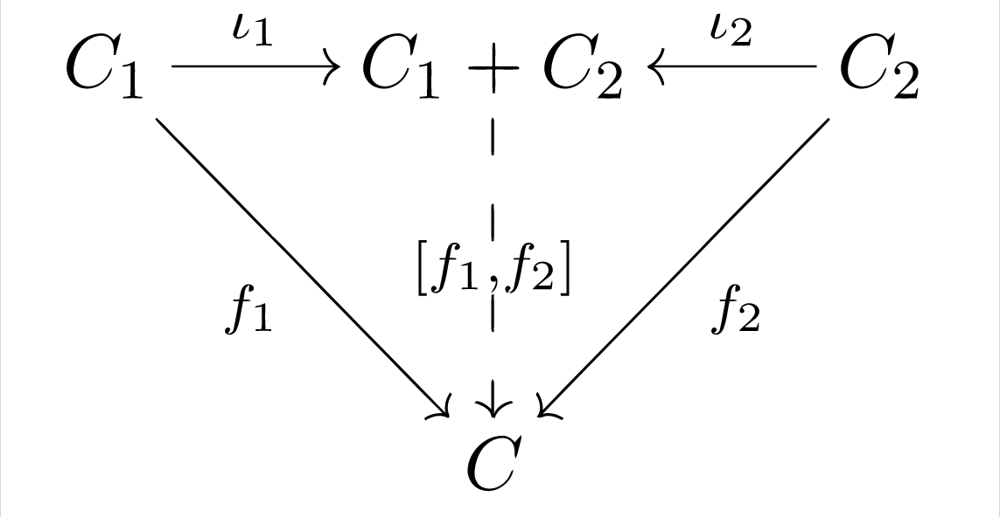 ι₁ ι₂
C₁ C₁ + C₂ C₂
[f₁,f₂]
f₁ f₂
C